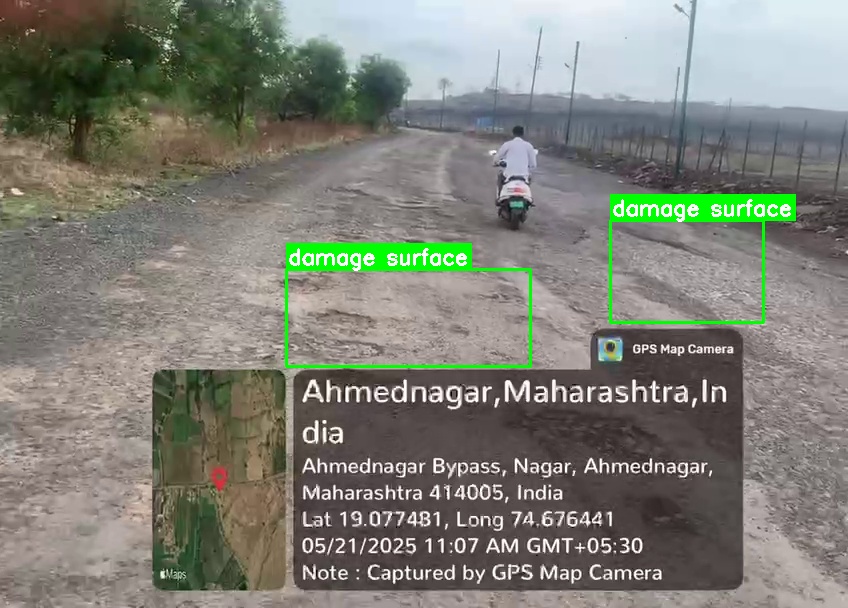 damage surface
damage surface
GPS Map Camera
Ahmednagar,Maharashtra,In
dia
Ahmednagar Bypass, Nagar, Ahmednagar,
Maharashtra 414005, India
Lat 19.077431, Long 74.676441
05/21/2025 11:07 AM GMT+05:30
Note : Captured by GPS Map Camera
Maps